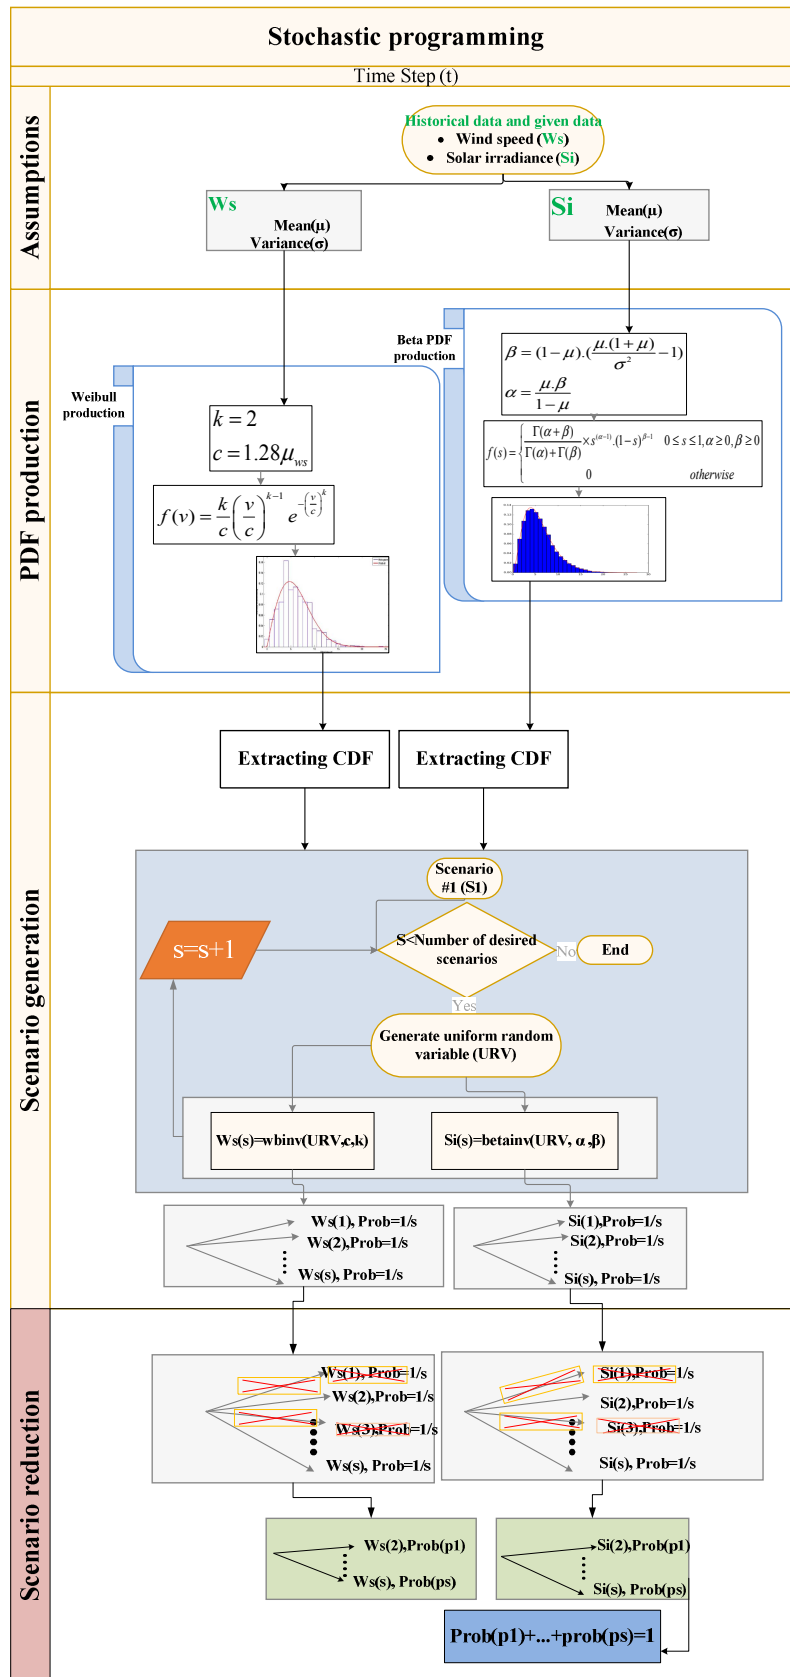 Stochastic programming
Time Step (t)
Assumptions
Historical data and given data
• Wind speed (Ws)
• Solar irradiance (Si)
Ws
Mean(μ)
Variance(σ)
Si
Mean(μ)
Variance(σ)
PDF production
Weibull
production
k = 2
c = 1.28μ_ws
f(v) = k/c (v/c)^(k−1) e^(−(v/c)^k)
Beta PDF
production
β = (1−μ).(μ.(1+μ)/σ² −1)
α = μ.β/(1−μ)
f(s) = { Γ(α+β)/(Γ(α)+Γ(β)) × s^(α−1).(1−s)^(β−1) 0 ≤ s ≤ 1, α ≥ 0, β ≥ 0
0 otherwise
Scenario generation
Extracting CDF
Extracting CDF
Scenario
#1 (S1)
s=s+1
S<Number of desired
scenarios
No
End
Yes
Generate uniform random
variable (URV)
Ws(s)=wbinv(URV,c,k)
Si(s)=betainv(URV, α ,β)
Ws(1), Prob=1/s
Ws(2),Prob=1/s
Ws(s), Prob=1/s
Si(1),Prob=1/s
Si(2),Prob=1/s
Si(s), Prob=1/s
Scenario reduction
Ws(1), Prob=1/s
Ws(2),Prob=1/s
Ws(3),Prob=1/s
Ws(s), Prob=1/s
Si(1),Prob=1/s
Si(2),Prob=1/s
Si(3),Prob=1/s
Si(s), Prob=1/s
Ws(2),Prob(p1)
Ws(s), Prob(ps)
Si(2),Prob(p1)
Si(s), Prob(ps)
Prob(p1)+...+prob(ps)=1